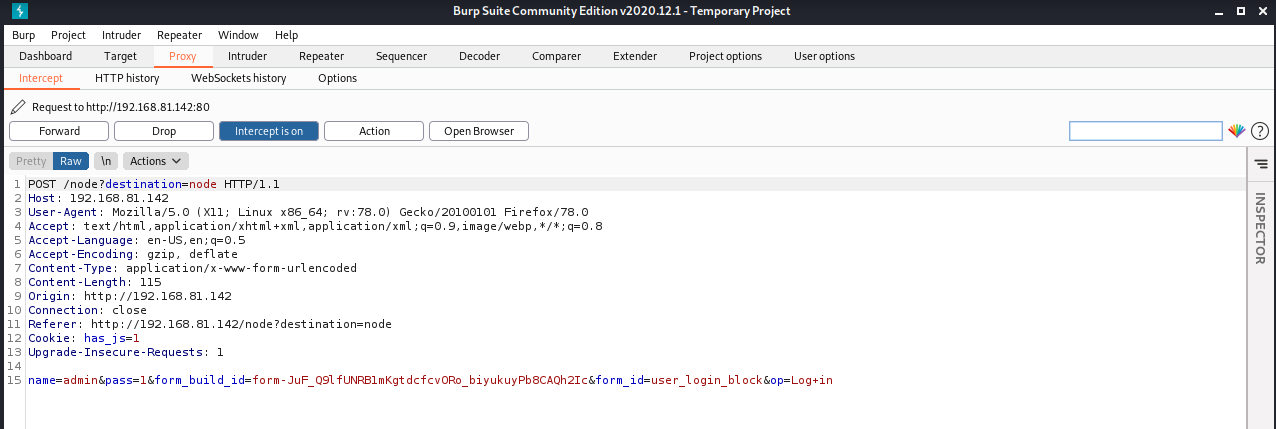 Burp Suite Community Edition v2020.12.1 - Temporary Project
Burp Project Intruder Repeater Window Help
Dashboard Target Proxy Intruder Repeater Sequencer Decoder Comparer Extender Project options User options
Intercept HTTP history WebSockets history Options
Request to http://192.168.81.142:80
Forward Drop Intercept is on Action Open Browser ?
Pretty Raw \n Actions
1 POST /node?destination=node HTTP/1.1
2 Host: 192.168.81.142
3 User-Agent: Mozilla/5.0 (X11; Linux x86_64; rv:78.0) Gecko/20100101 Firefox/78.0
4 Accept: text/html,application/xhtml+xml,application/xml;q=0.9,image/webp,*/*;q=0.8
5 Accept-Language: en-US,en;q=0.5
6 Accept-Encoding: gzip, deflate
7 Content-Type: application/x-www-form-urlencoded
8 Content-Length: 115
9 Origin: http://192.168.81.142
10 Connection: close
11 Referer: http://192.168.81.142/node?destination=node
12 Cookie: has_js=1
13 Upgrade-Insecure-Requests: 1
14
15 name=admin&pass=1&form_build_id=form-JuF_Q9lfUNRB1mKgtdcfcvORo_biyukuyPb8CAQh2Ic&form_id=user_login_block&op=Log+in
INSPECTOR